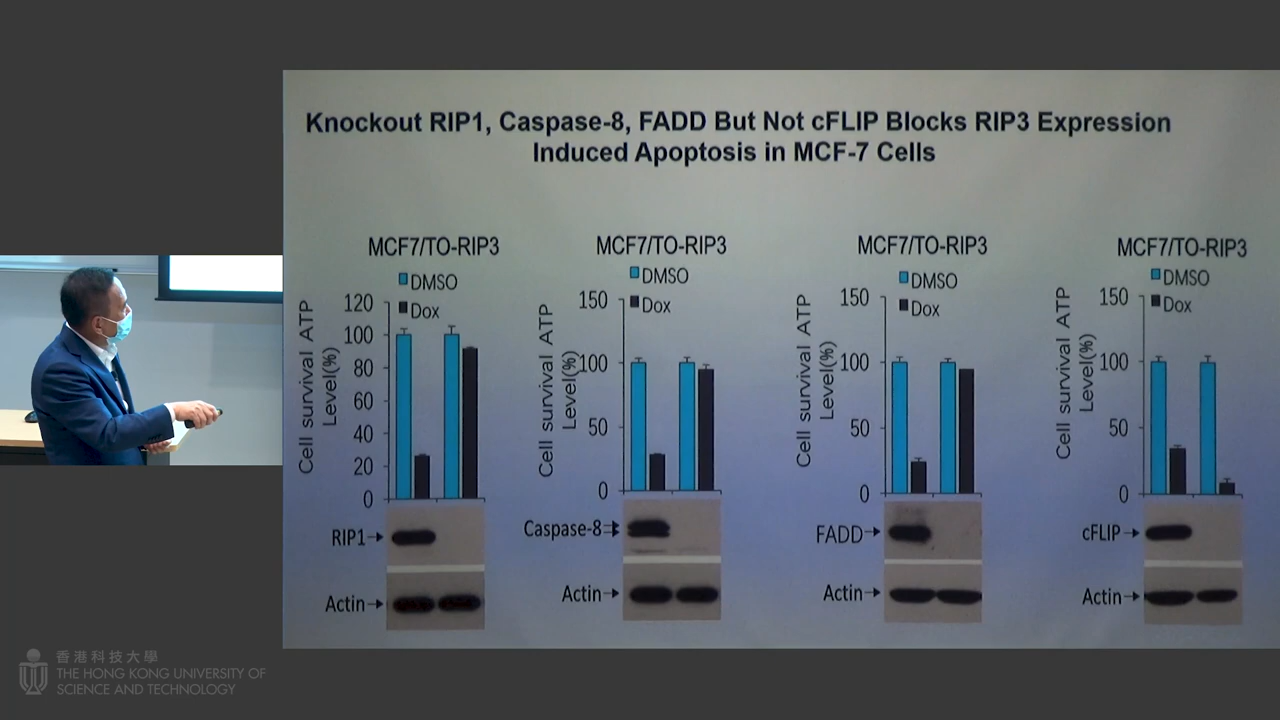 Knockout RIP1, Caspase-8, FADD But Not cFLIP Blocks RIP3 Expression
Induced Apoptosis in MCF-7 Cells
MCF7/TO-RIP3
DMSO
Dox
Cell survival ATP
Level(%)
120
100
80
60
40
20
0
RIP1
Actin
MCF7/TO-RIP3
DMSO
Dox
Cell survival ATP
Level(%)
150
100
50
0
Caspase-8
Actin
MCF7/TO-RIP3
DMSO
Dox
Cell survival ATP
Level(%)
150
100
50
0
FADD
Actin
MCF7/TO-RIP3
DMSO
Dox
Cell survival ATP
Level(%)
150
100
50
0
cFLIP
Actin
香港科技大學
THE HONG KONG UNIVERSITY OF
SCIENCE AND TECHNOLOGY